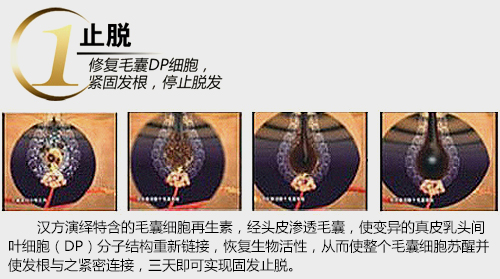 1
止脱
修复毛囊DP细胞，
紧固发根，停止脱发
汉方演绎特含的毛囊细胞再生素，经头皮渗透毛囊，使变异的真皮乳头间
叶细胞（DP）分子结构重新链接，恢复生物活性，从而使整个毛囊细胞苏醒并
使发根与之紧密连接，三天即可实现固发止脱。